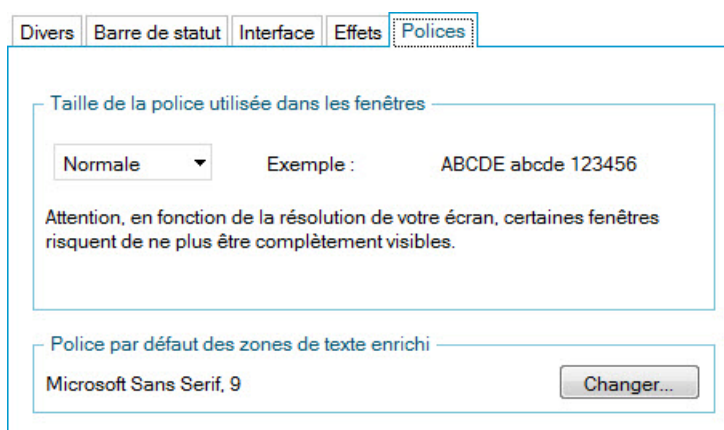 Divers Barre de statut Interface Effets Polices
Taille de la police utilisée dans les fenêtres
Normale Exemple : ABCDE abcde 123456
Attention, en fonction de la résolution de votre écran, certaines fenêtres
risquent de ne plus être complètement visibles.
Police par défaut des zones de texte enrichi
Microsoft Sans Serif, 9 Changer...